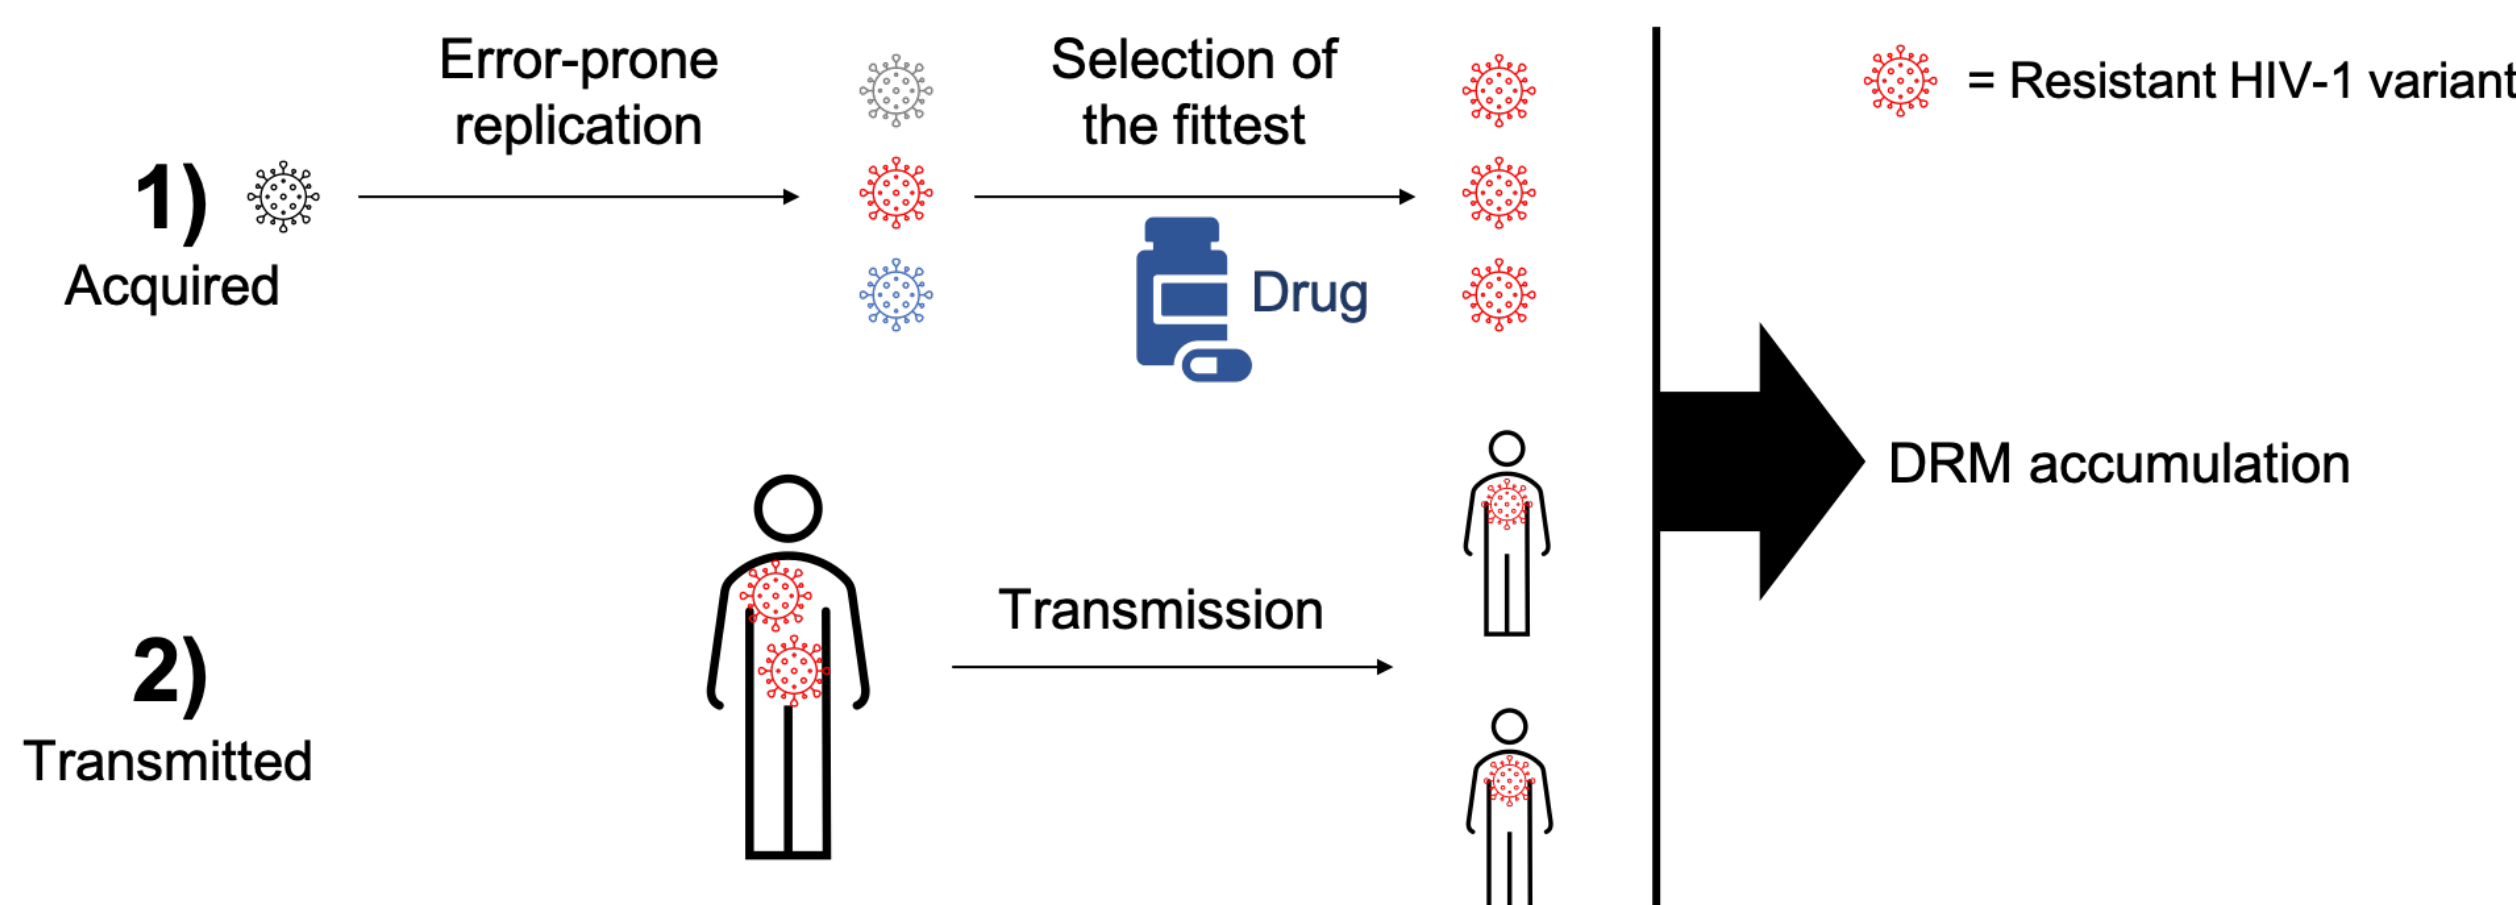 Error-prone
replication
Selection of
the fittest
= Resistant HIV-1 variant
1)
Acquired
Drug
DRM accumulation
Transmission
2)
Transmitted